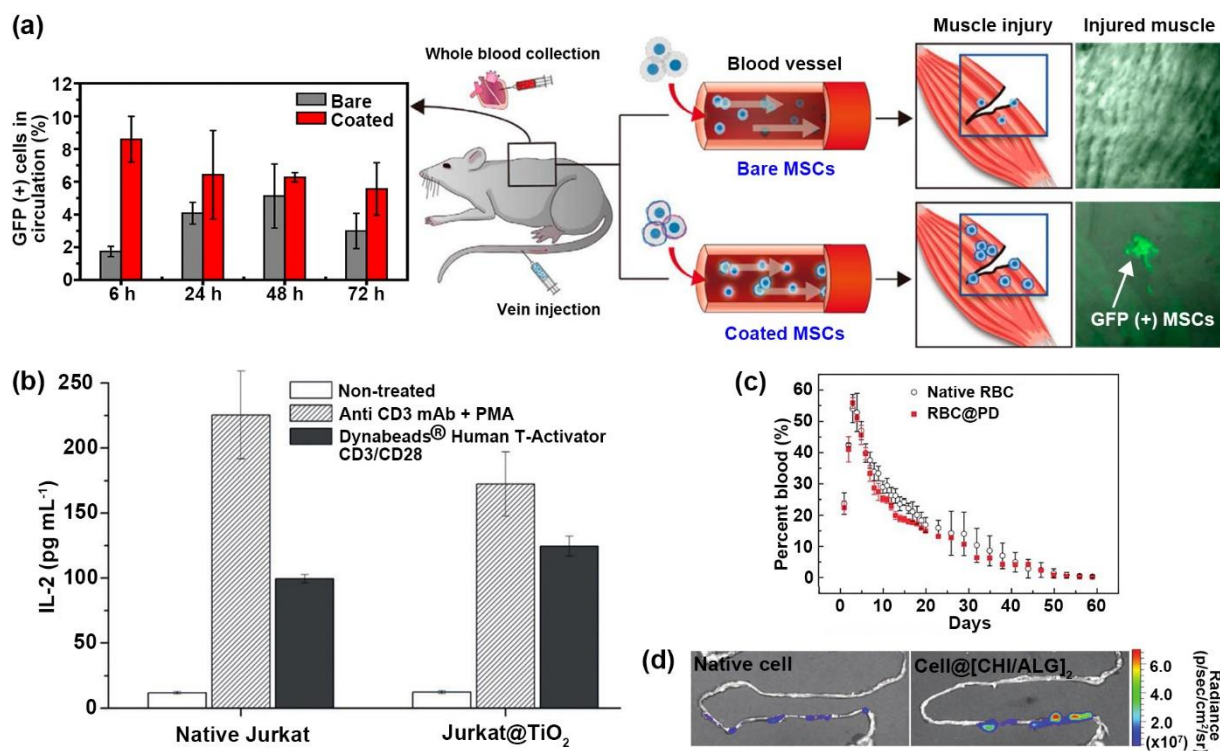 (a)
Whole blood collection
Blood vessel
Muscle injury
Injured muscle
GFP (+) cells in
circulation (%)
12
10
8
6
4
2
0
Bare
Coated
6 h
24 h
48 h
72 h
Vein injection
Bare MSCs
Coated MSCs
GFP (+) MSCs
(b)
IL-2 (pg mL⁻¹)
250
200
150
100
50
0
Non-treated
Anti CD3 mAb + PMA
Dynabeads® Human T-Activator
CD3/CD28
Native Jurkat
Jurkat@TiO₂
(c)
Percent blood (%)
60
50
40
30
20
10
0
Native RBC
RBC@PD
0
10
20
30
40
50
60
Days
(d)
Native cell
Cell@[CHI/ALG]₂
6.0
4.0
2.0
(x10⁷)
Radiance
(p/sec/cm²/sr)